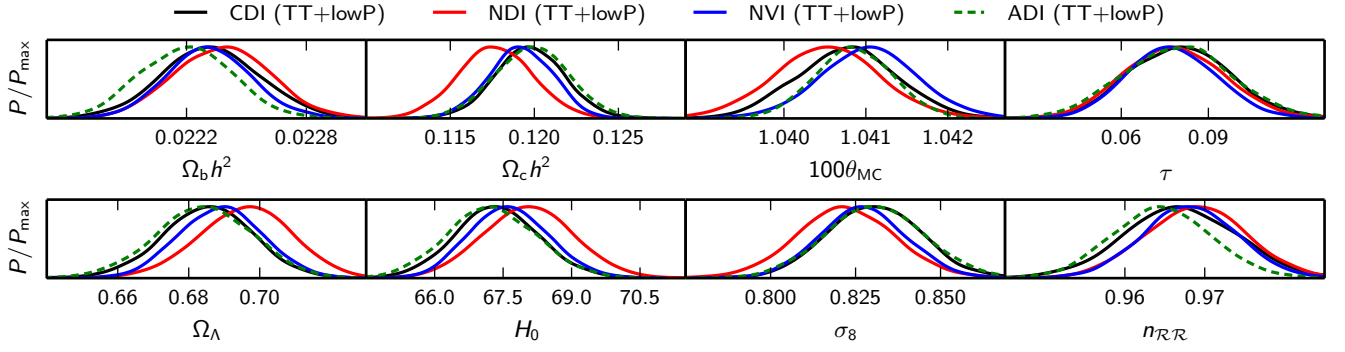 CDI (TT+lowP) NDI (TT+lowP) NVI (TT+lowP) ADI (TT+lowP)
P/P_max
0.0222 0.0228 0.115 0.120 0.125 1.040 1.041 1.042 0.06 0.09
Ω_b h² Ω_c h² 100θ_MC τ
P/P_max
0.66 0.68 0.70 66.0 67.5 69.0 70.5 0.800 0.825 0.850 0.96 0.97
Ω_Λ H_0 σ_8 n_ℛℛ